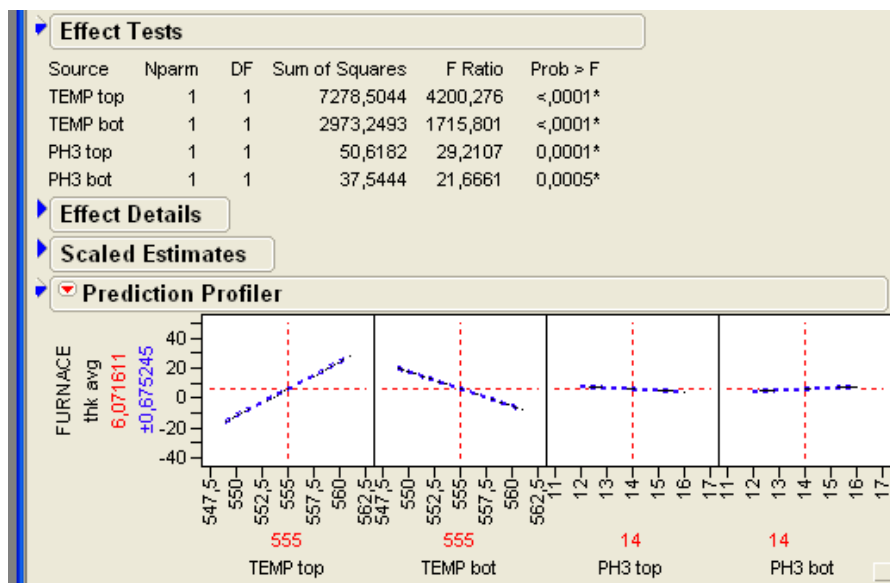 Effect Tests
Source Nparm DF Sum of Squares F Ratio Prob > F
TEMP top 1 1 7278,5044 4200,276 <,0001*
TEMP bot 1 1 2973,2493 1715,801 <,0001*
PH3 top 1 1 50,6182 29,2107 0,0001*
PH3 bot 1 1 37,5444 21,6661 0,0005*
Effect Details
Scaled Estimates
Prediction Profiler
FURNACE
thk avg
6,071611
±0,675245
40
20
0
-20
-40
547,5 550 552,5 555 557,5 560 562,5 547,5 550 552,5 555 557,5 560 562,5 11 12 13 14 15 16 17 11 12 13 14 15 16 17
555 555 14 14
TEMP top TEMP bot PH3 top PH3 bot